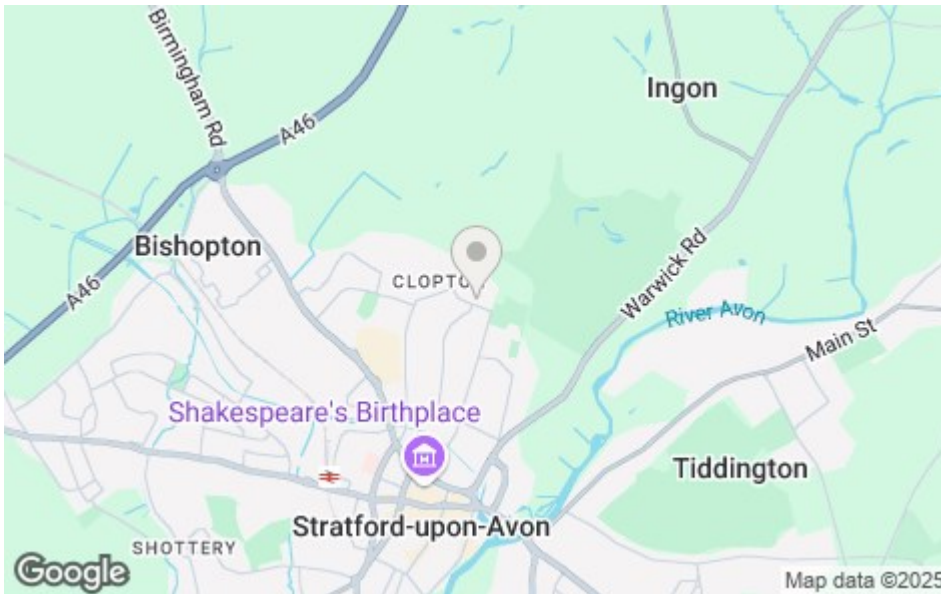 Birmingham Rd
A46
Ingon
Bishopton
A46
CLOPTO
Warwick Rd
River Avon
Main St
Shakespeare's Birthplace
Tiddington
Stratford-upon-Avon
SHOTTERY
Google
Map data ©2025